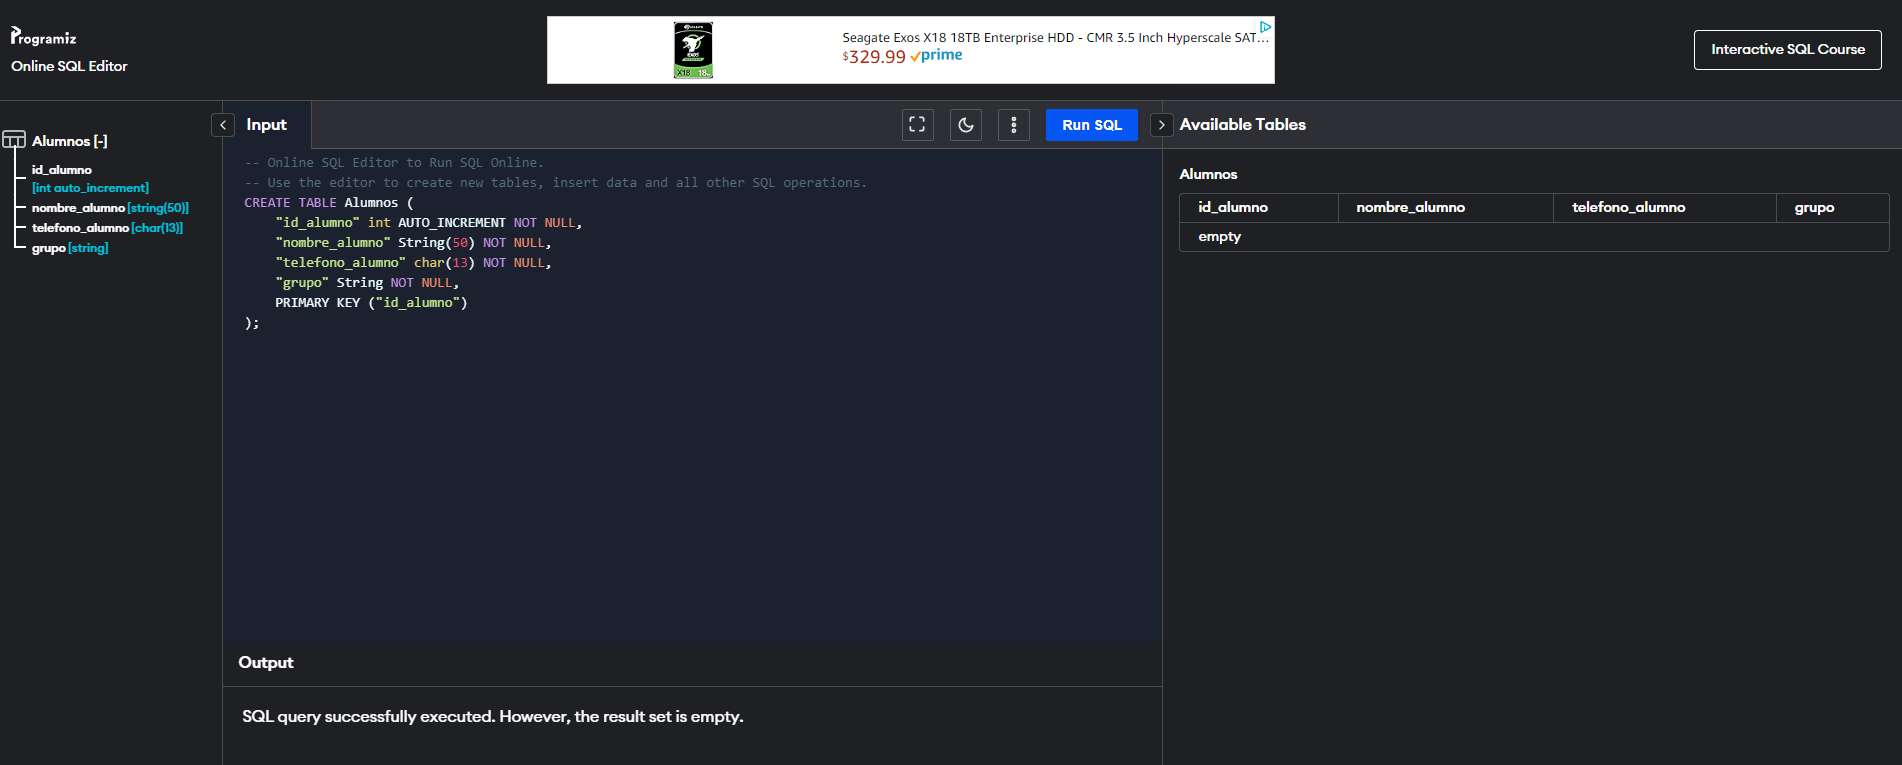 Programiz
Online SQL Editor
SEAGATE
EXOS
X18 18TB
Seagate Exos X18 18TB Enterprise HDD - CMR 3.5 Inch Hyperscale SAT...
$329.99 prime
Interactive SQL Course
Alumnos [-]
id_alumno
[int auto_increment]
nombre_alumno [string(50)]
telefono_alumno [char(13)]
grupo [string]
Input
Run SQL
-- Online SQL Editor to Run SQL Online.
-- Use the editor to create new tables, insert data and all other SQL operations.
CREATE TABLE Alumnos (
    "id_alumno" int AUTO_INCREMENT NOT NULL,
    "nombre_alumno" String(50) NOT NULL,
    "telefono_alumno" char(13) NOT NULL,
    "grupo" String NOT NULL,
    PRIMARY KEY ("id_alumno")
);
Output
SQL query successfully executed. However, the result set is empty.
Available Tables
Alumnos
id_alumno nombre_alumno telefono_alumno grupo
empty